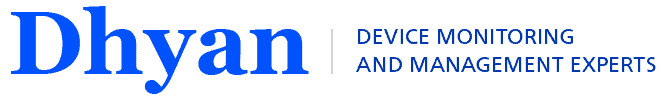 Dhyan
DEVICE MONITORING
AND MANAGEMENT EXPERTS